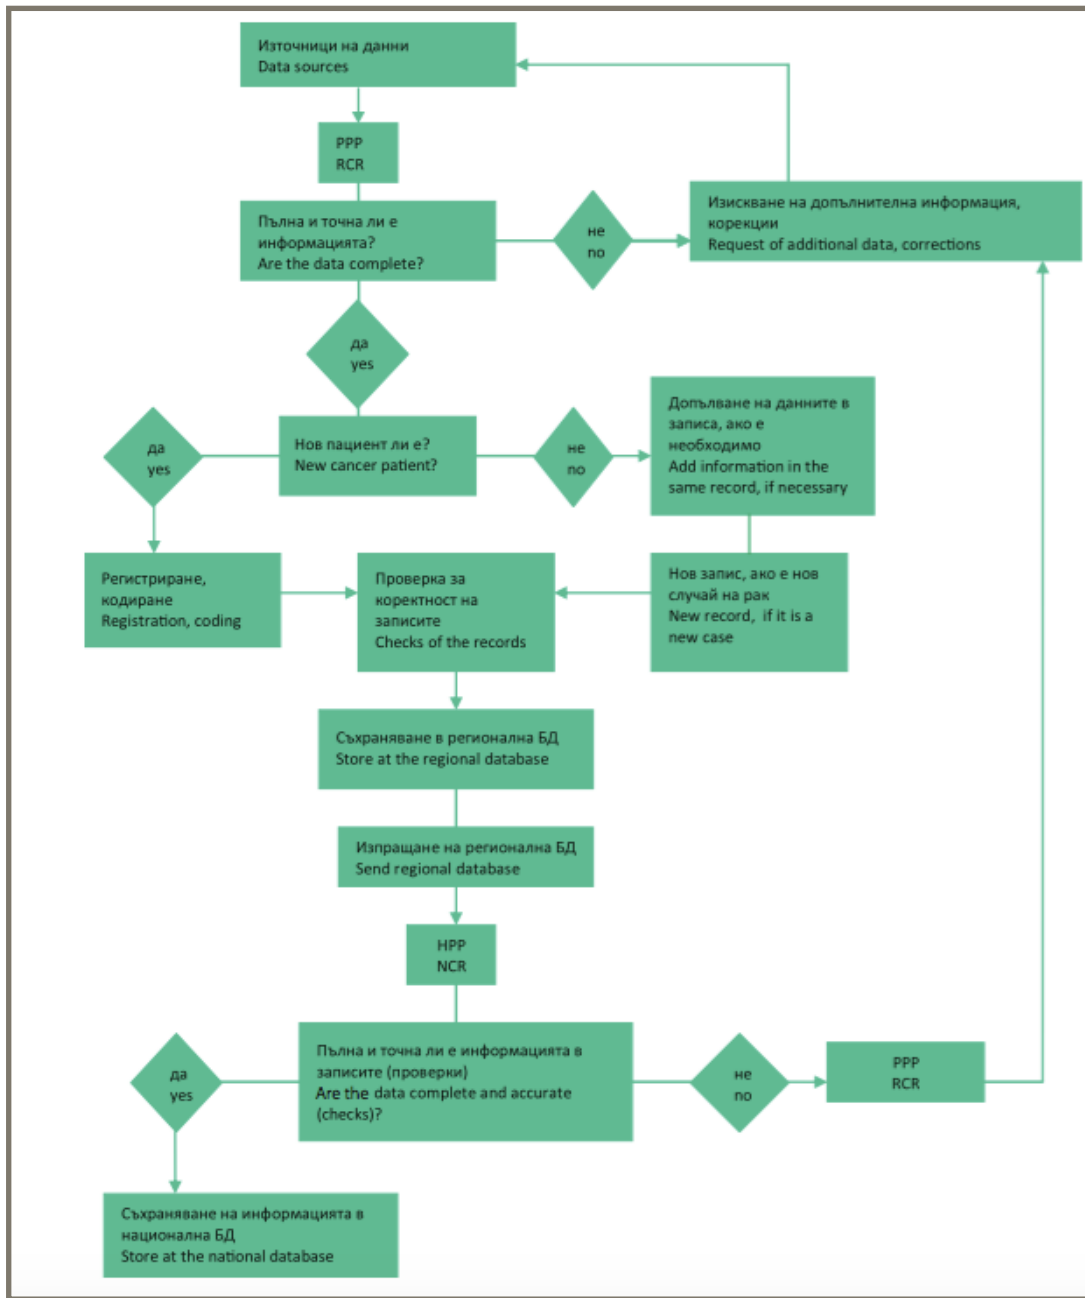 Източници на данни
Data sources
РРР
RCR
Пълна и точна ли е
информацията?
Are the data complete?
не
no
Изискване на допълнителна информация,
корекции
Request of additional data, corrections
да
yes
да
yes
Нов пациент ли е?
New cancer patient?
не
no
Допълване на данните в
записа, ако е
необходимо
Add information in the
same record, if necessary
Регистриране,
кодиране
Registration, coding
Проверка за
коректност на
записите
Checks of the records
Нов запис, ако е нов
случай на рак
New record, if it is a
new case
Съхраняване в регионална БД
Store at the regional database
Изпращане на регионална БД
Send regional database
НРР
NCR
да
yes
Пълна и точна ли е информацията в
записите (проверки)
Are the data complete and accurate
(checks)?
не
no
РРР
RCR
Съхраняване на информацията в
национална БД
Store at the national database